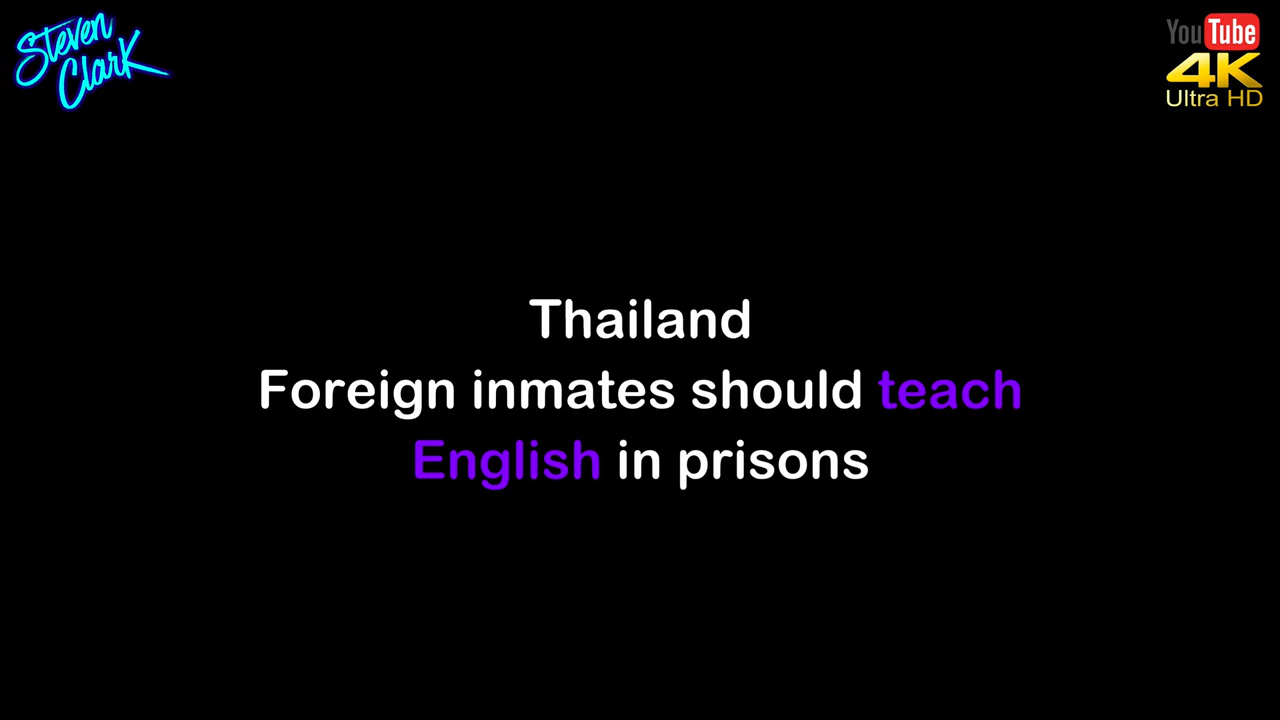 Steven
Clark
YouTube
4K
Ultra HD
Thailand
Foreign inmates should teach
English in prisons